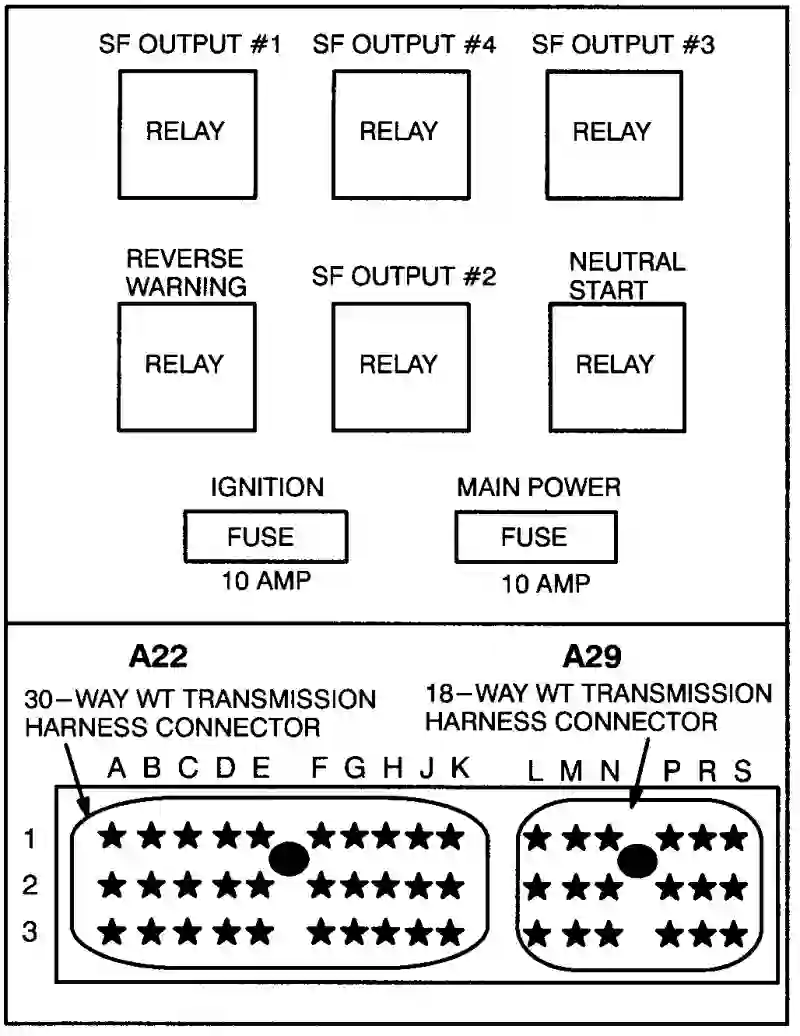 SF OUTPUT #1 SF OUTPUT #4 SF OUTPUT #3
RELAY RELAY RELAY
REVERSE
WARNING
SF OUTPUT #2
NEUTRAL
START
RELAY RELAY RELAY
IGNITION MAIN POWER
FUSE FUSE
10 AMP 10 AMP
A22
30-WAY WT TRANSMISSION
HARNESS CONNECTOR
A29
18-WAY WT TRANSMISSION
HARNESS CONNECTOR
A B C D E F G H J K L M N P R S
1
2
3